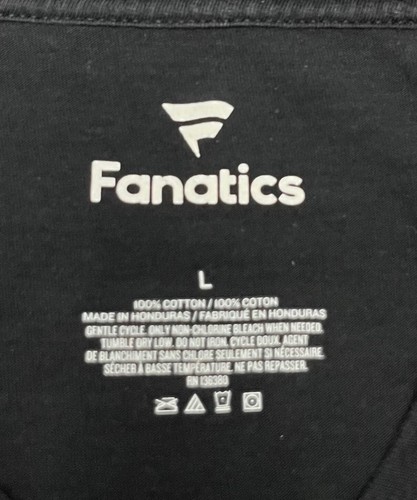 Fanatics
L
100% COTTON / 100% COTON
MADE IN HONDURAS / FABRIQUÉ EN HONDURAS
GENTLE CYCLE. ONLY NON-CHLORINE BLEACH WHEN NEEDED.
TUMBLE DRY LOW. DO NOT IRON. CYCLE DOUX. AGENT
DE BLANCHIMENT SANS CHLORE SEULEMENT SI NÉCESSAIRE.
SÉCHER À BASSE TEMPÉRATURE. NE PAS REPASSER.
RN 138380